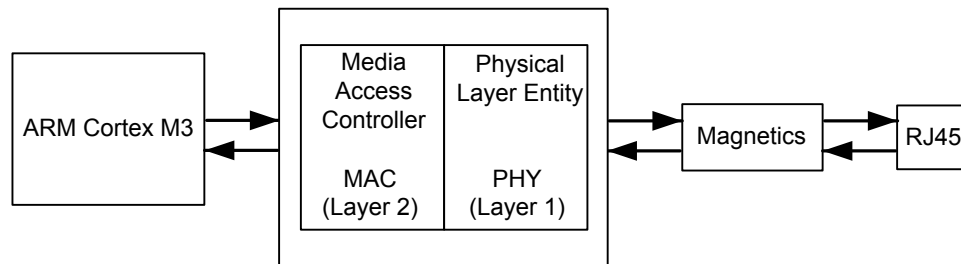 ARM Cortex M3
Media
Access
Controller
MAC
(Layer 2)
Physical
Layer Entity
PHY
(Layer 1)
Magnetics
RJ45